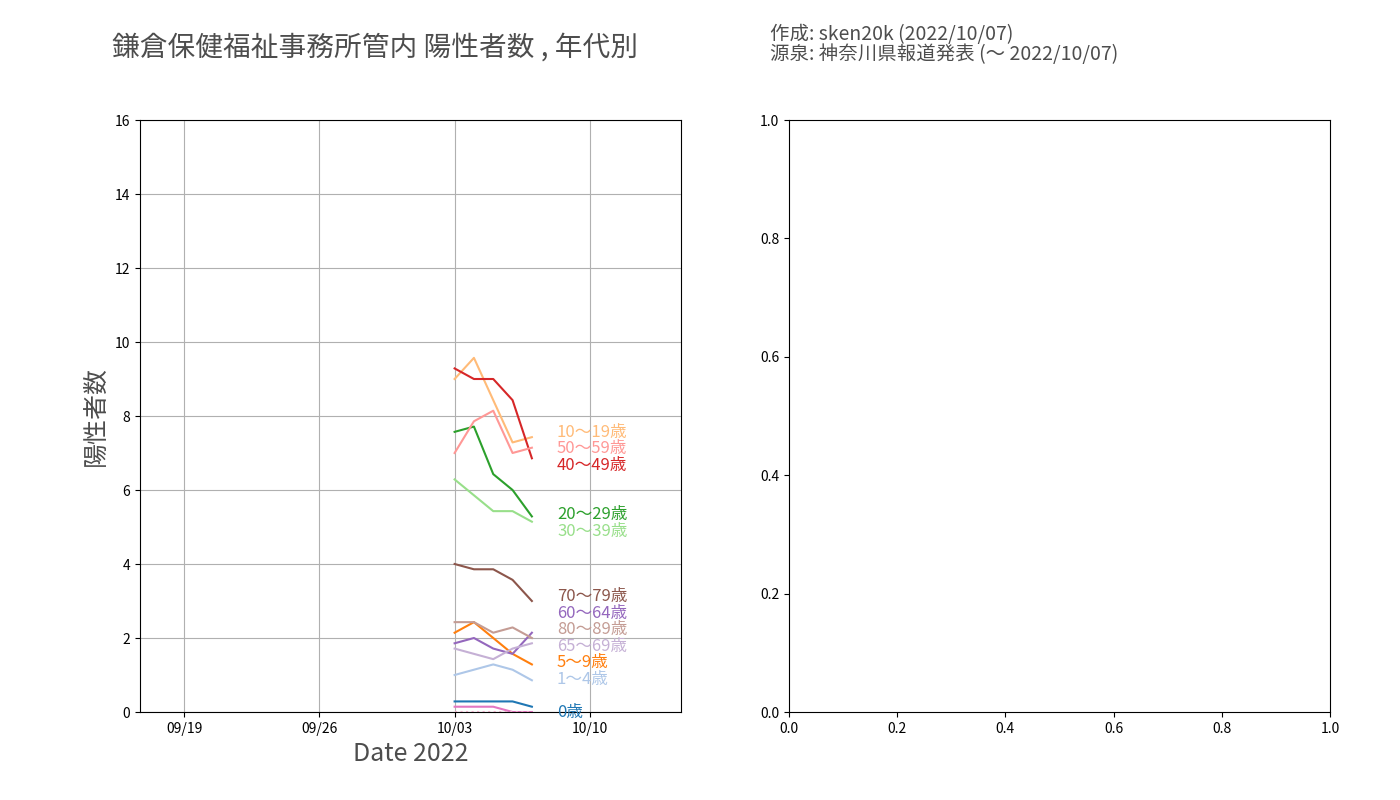 鎌倉保健福祉事務所管内 陽性者数 , 年代別
作成: sken20k (2022/10/07)
源泉: 神奈川県報道発表 (～ 2022/10/07)
陽性者数
16
14
12
10
8
6
4
2
0
10～19歳
50～59歳
40～49歳
20～29歳
30～39歳
70～79歳
60～64歳
80～89歳
65～69歳
5～9歳
1～4歳
0歳
09/19
09/26
10/03
10/10
Date 2022
1.0
0.8
0.6
0.4
0.2
0.0
0.0
0.2
0.4
0.6
0.8
1.0